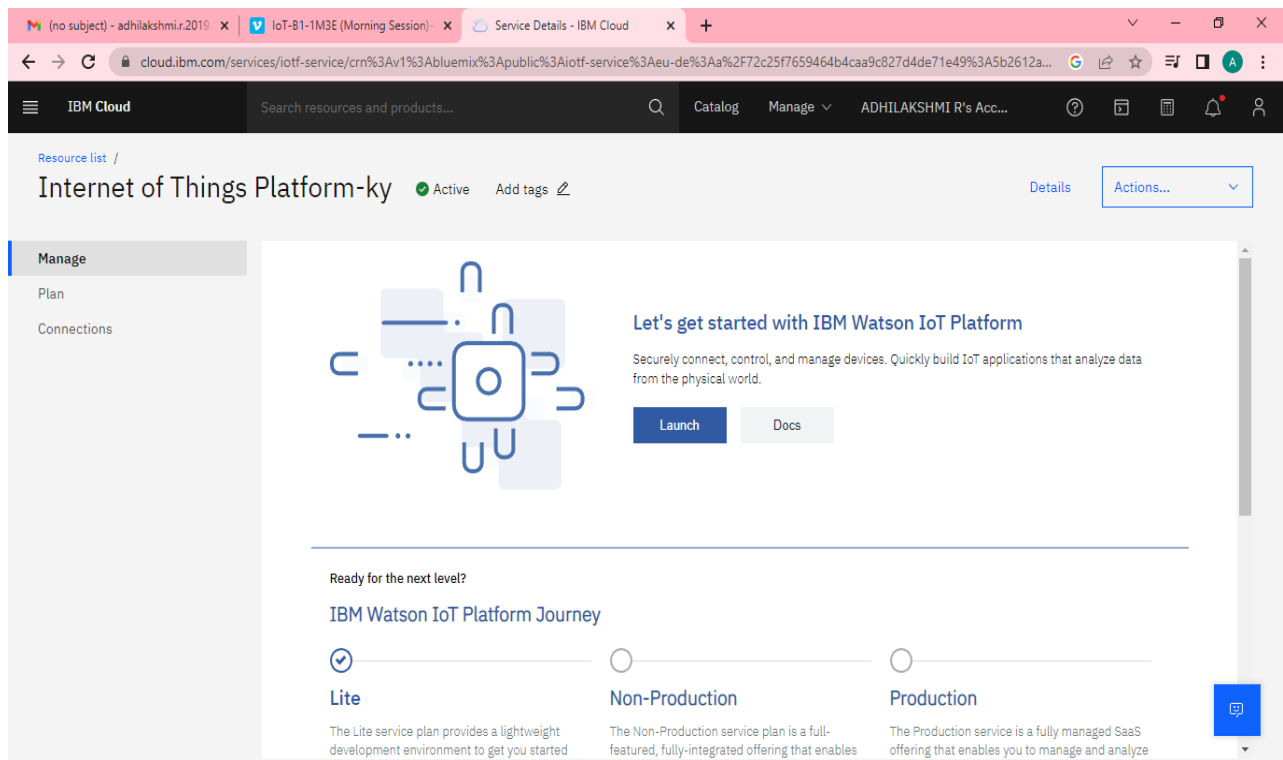 (no subject) - adhilakshmi.r.2019
IoT-B1-1M3E (Morning Session)-
Service Details - IBM Cloud
cloud.ibm.com/services/iotf-service/crn%3Av1%3Abluemix%3Apublic%3Aiotf-service%3Aeu-de%3Aa%2F72c25f7659464b4caa9c827d4de71e49%3A5b2612a...
G
A
IBM Cloud
Search resources and products...
Catalog
Manage
ADHILAKSHMI R's Acc...
Resource list /
Internet of Things Platform-ky
Active
Add tags
Details
Actions...
Manage
Plan
Connections
Let's get started with IBM Watson IoT Platform
Securely connect, control, and manage devices. Quickly build IoT applications that analyze data
from the physical world.
Launch
Docs
Ready for the next level?
IBM Watson IoT Platform Journey
Lite
The Lite service plan provides a lightweight
development environment to get you started
Non-Production
The Non-Production service plan is a full-
featured, fully-integrated offering that enables
Production
The Production service is a fully managed SaaS
offering that enables you to manage and analyze